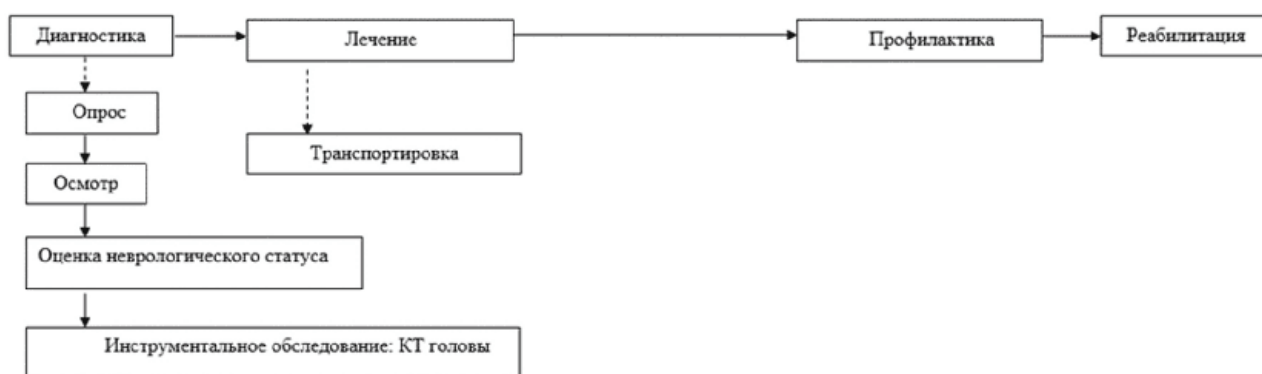 Диагностика
Лечение
Профилактика
Реабилитация
Опрос
Транспортировка
Осмотр
Оценка неврологического статуса
Инструментальное обследование: КТ головы